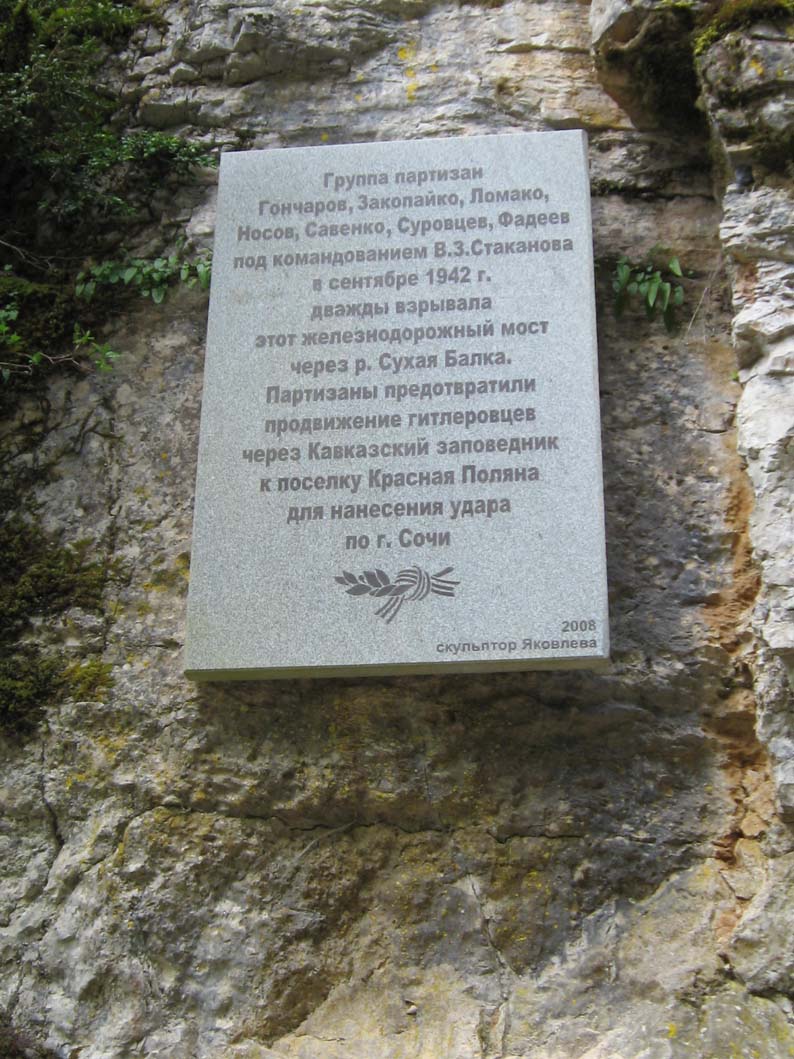 Группа партизан
Гончаров, Закопайко, Ломако,
Носов, Савенко, Суровцев, Фадеев
под командованием В.З.Стаканова
в сентябре 1942 г.
дважды взрывала
этот железнодорожный мост
через р. Сухая Балка.
Партизаны предотвратили
продвижение гитлеровцев
через Кавказский заповедник
к поселку Красная Поляна
для нанесения удара
по г. Сочи
2008
скульптор Яковлева